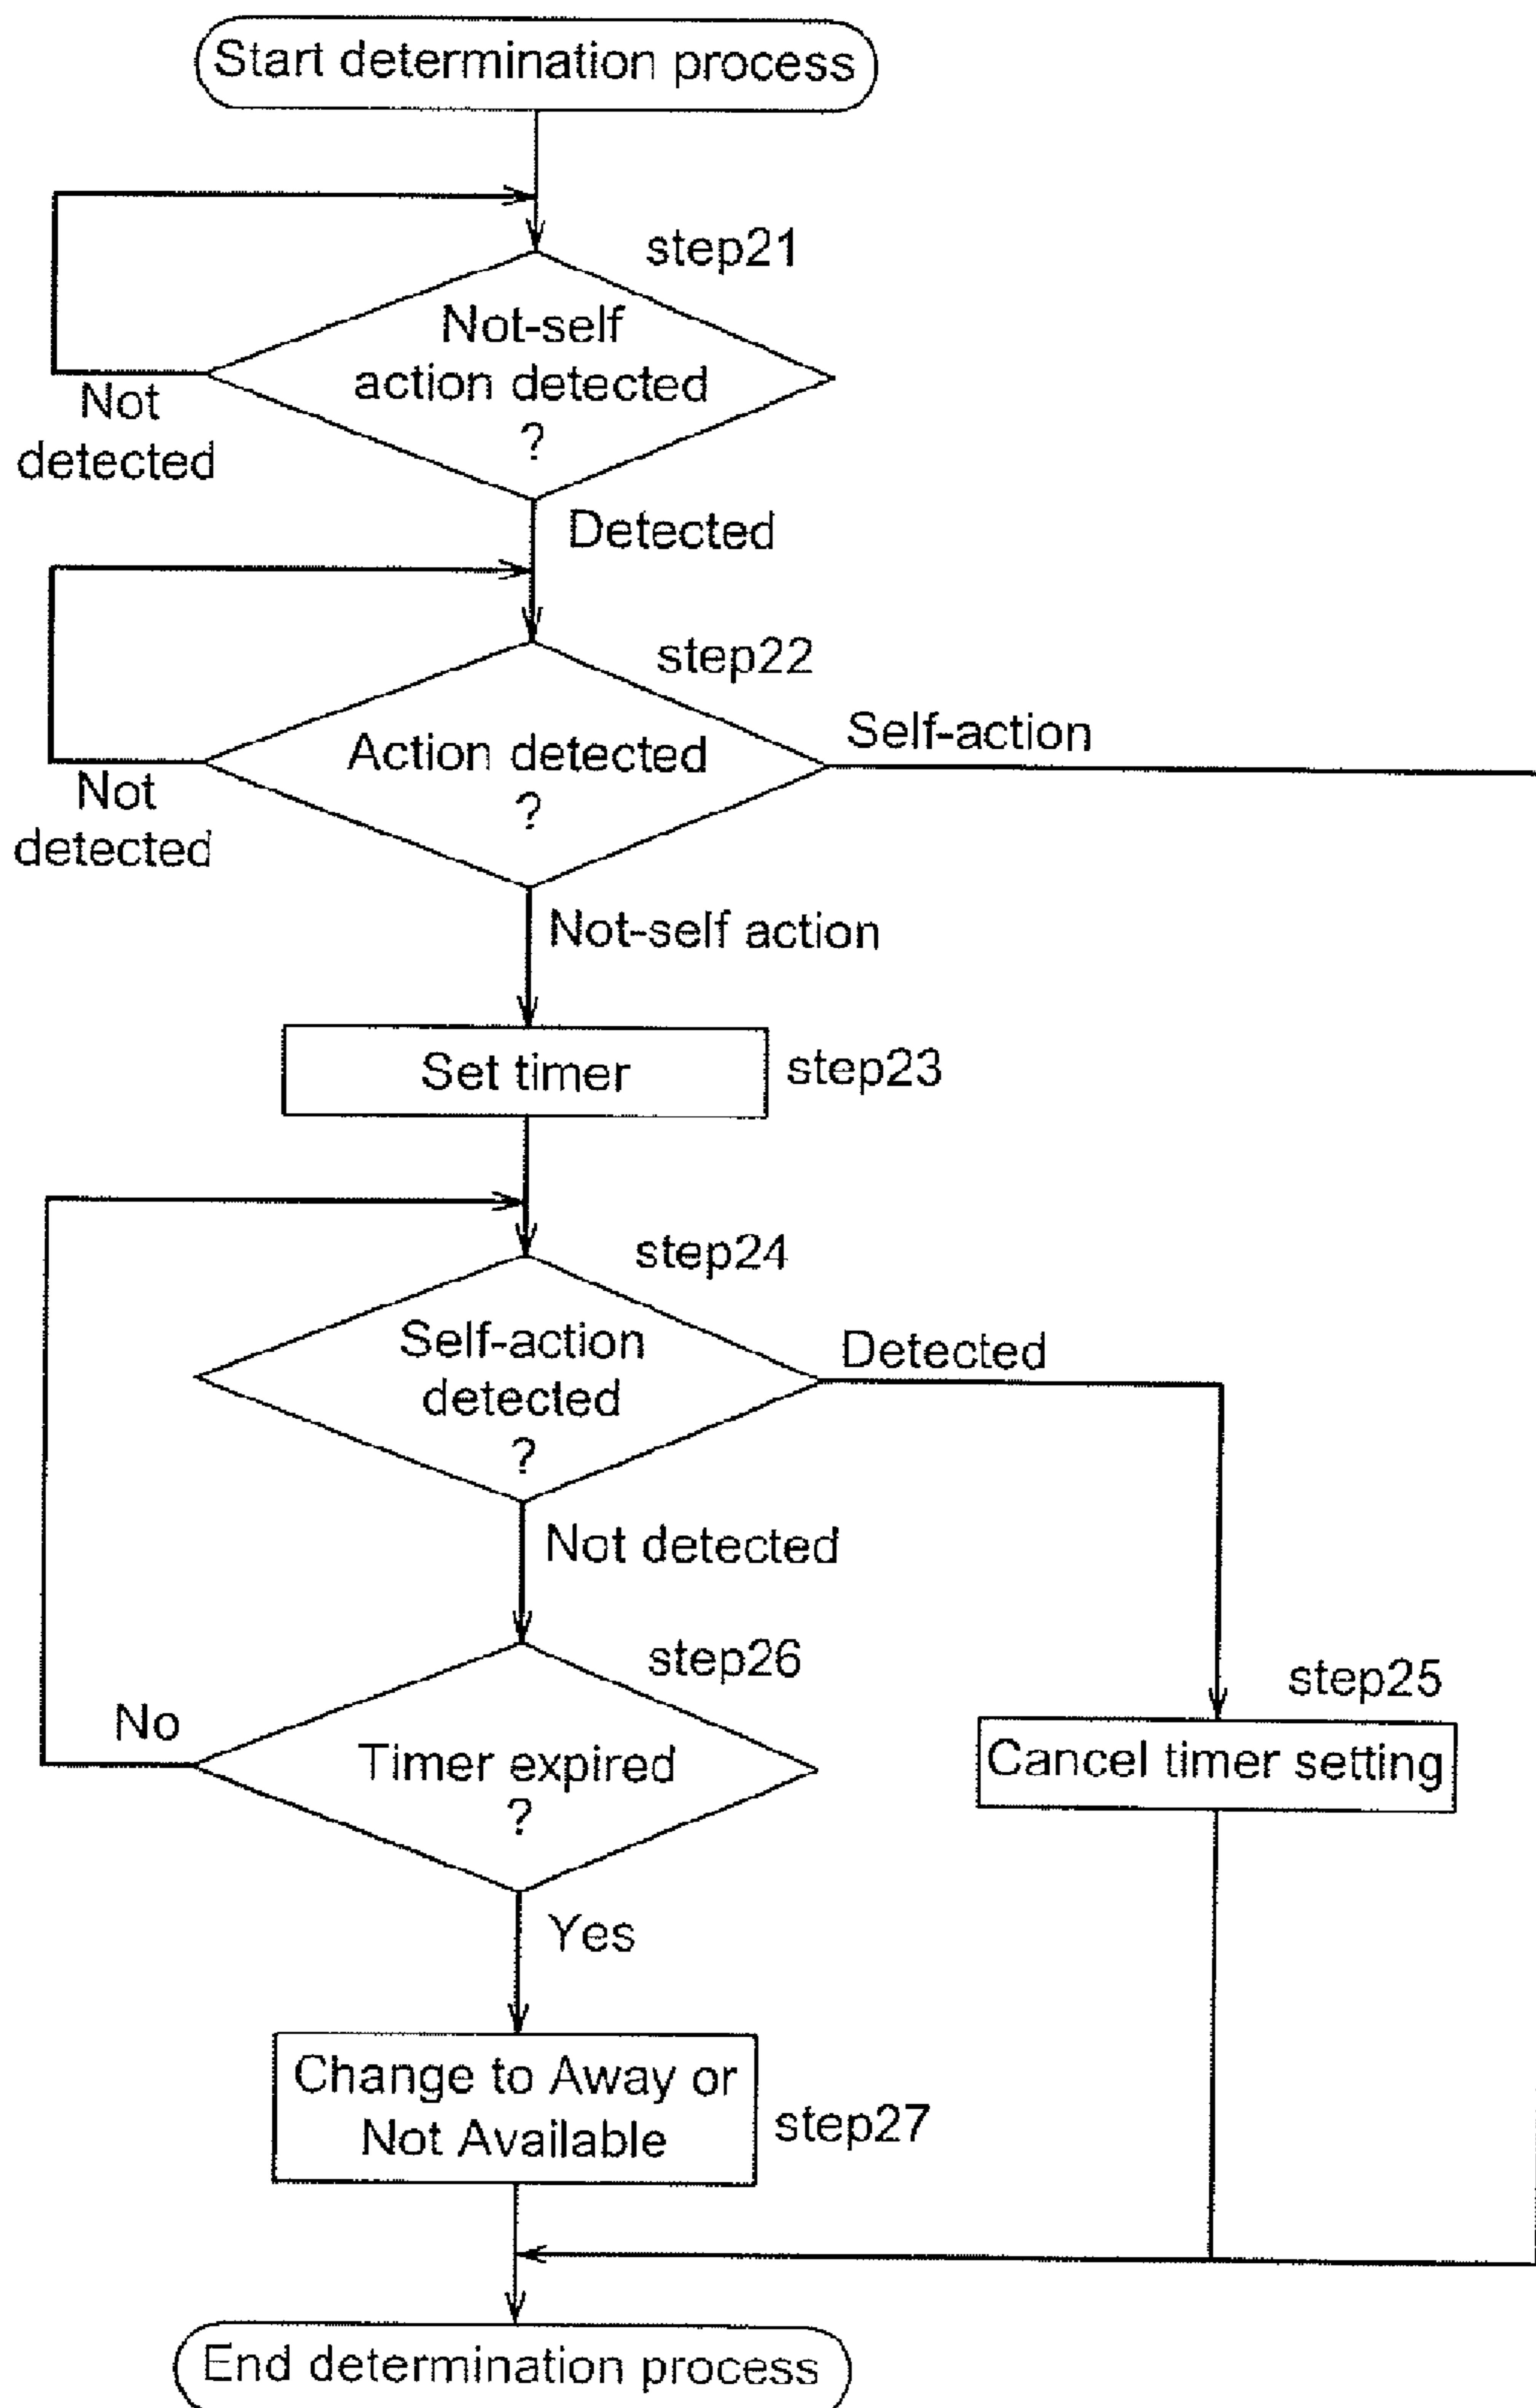 Start determination process
step21
Not-self
action detected
?
Not
detected
Detected
step22
Action detected
?
Self-action
Not
detected
Not-self action
Set timer
step23
step24
Self-action
detected
?
Detected
Not detected
step26
Timer expired
?
No
step25
Cancel timer setting
Yes
Change to Away or
Not Available
step27
End determination process